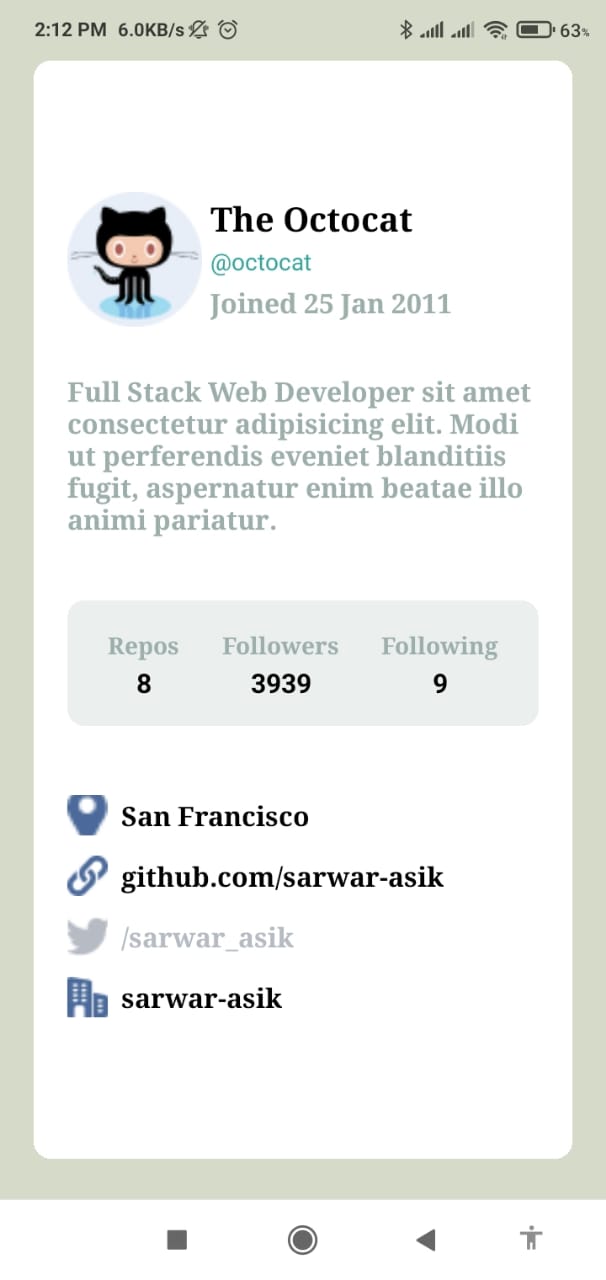 2:12 PM 6.0KB/s 63%
The Octocat
@octocat
Joined 25 Jan 2011
Full Stack Web Developer sit amet
consectetur adipisicing elit. Modi
ut perferendis eveniet blanditiis
fugit, aspernatur enim beatae illo
animi pariatur.
Repos Followers Following
8 3939 9
San Francisco
github.com/sarwar-asik
/sarwar_asik
sarwar-asik